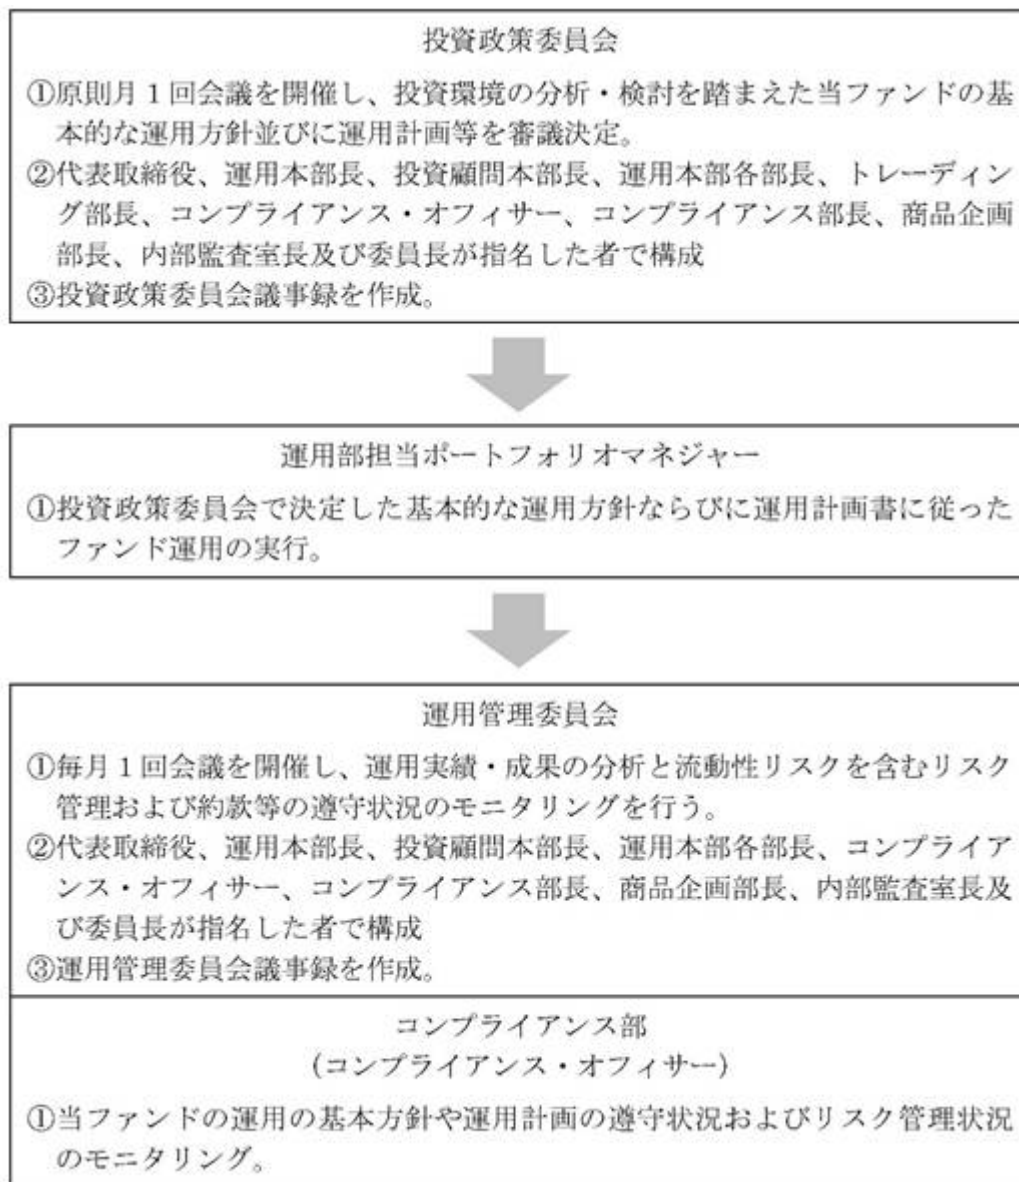 投資政策委員会
①原則月1回会議を開催し、投資環境の分析・検討を踏まえた当ファンドの基
本的な運用方針並びに運用計画等を審議決定。
②代表取締役、運用本部長、投資顧問本部長、運用本部各部長、トレーディン
グ部長、コンプライアンス・オフィサー、コンプライアンス部長、商品企画
部長、内部監査室長及び委員長が指名した者で構成
③投資政策委員会議事録を作成。
運用部担当ポートフォリオマネジャー
①投資政策委員会で決定した基本的な運用方針ならびに運用計画書に従った
ファンド運用の実行。
運用管理委員会
①毎月1回会議を開催し、運用実績・成果の分析と流動性リスクを含むリスク
管理および約款等の遵守状況のモニタリングを行う。
②代表取締役、運用本部長、投資顧問本部長、運用本部各部長、コンプライア
ンス・オフィサー、コンプライアンス部長、商品企画部長、内部監査室長及
び委員長が指名した者で構成
③運用管理委員会議事録を作成。
コンプライアンス部
(コンプライアンス・オフィサー)
①当ファンドの運用の基本方針や運用計画の遵守状況およびリスク管理状況
のモニタリング。